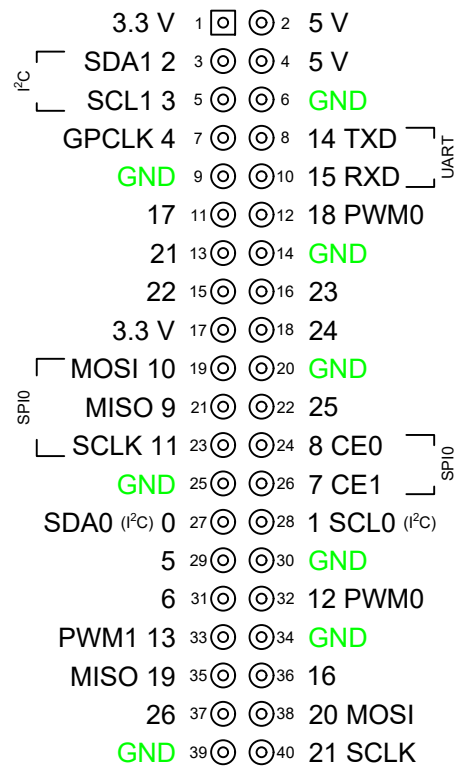 3.3 V 1 2 5 V
I²C SDA1 2 3 4 5 V
SCL1 3 5 6 GND
GPCLK 4 7 8 14 TXD UART
GND 9 10 15 RXD
17 11 12 18 PWM0
21 13 14 GND
22 15 16 23
3.3 V 17 18 24
SPI0 MOSI 10 19 20 GND
MISO 9 21 22 25
SCLK 11 23 24 8 CE0 SPI0
GND 25 26 7 CE1
SDA0 (I²C) 0 27 28 1 SCL0 (I²C)
5 29 30 GND
6 31 32 12 PWM0
PWM1 13 33 34 GND
MISO 19 35 36 16
26 37 38 20 MOSI
GND 39 40 21 SCLK